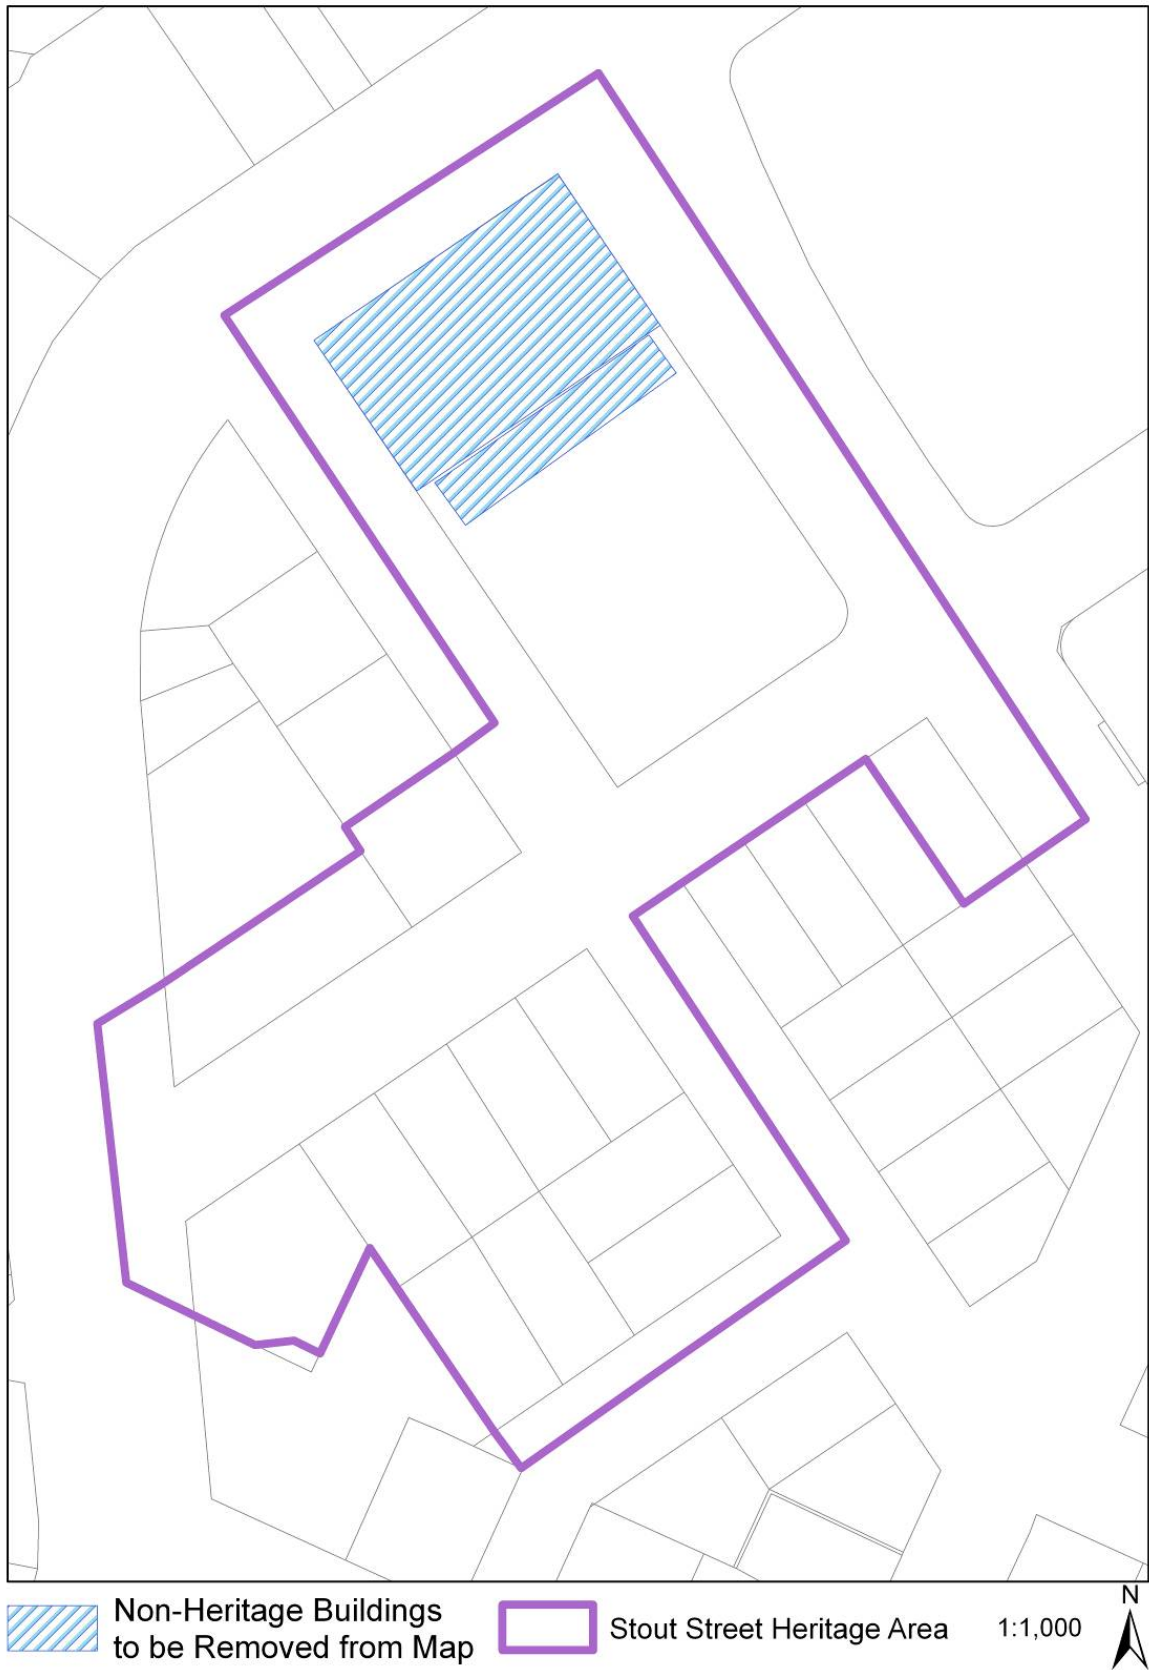 Non-Heritage Buildings
to be Removed from Map
Stout Street Heritage Area
1:1,000
N